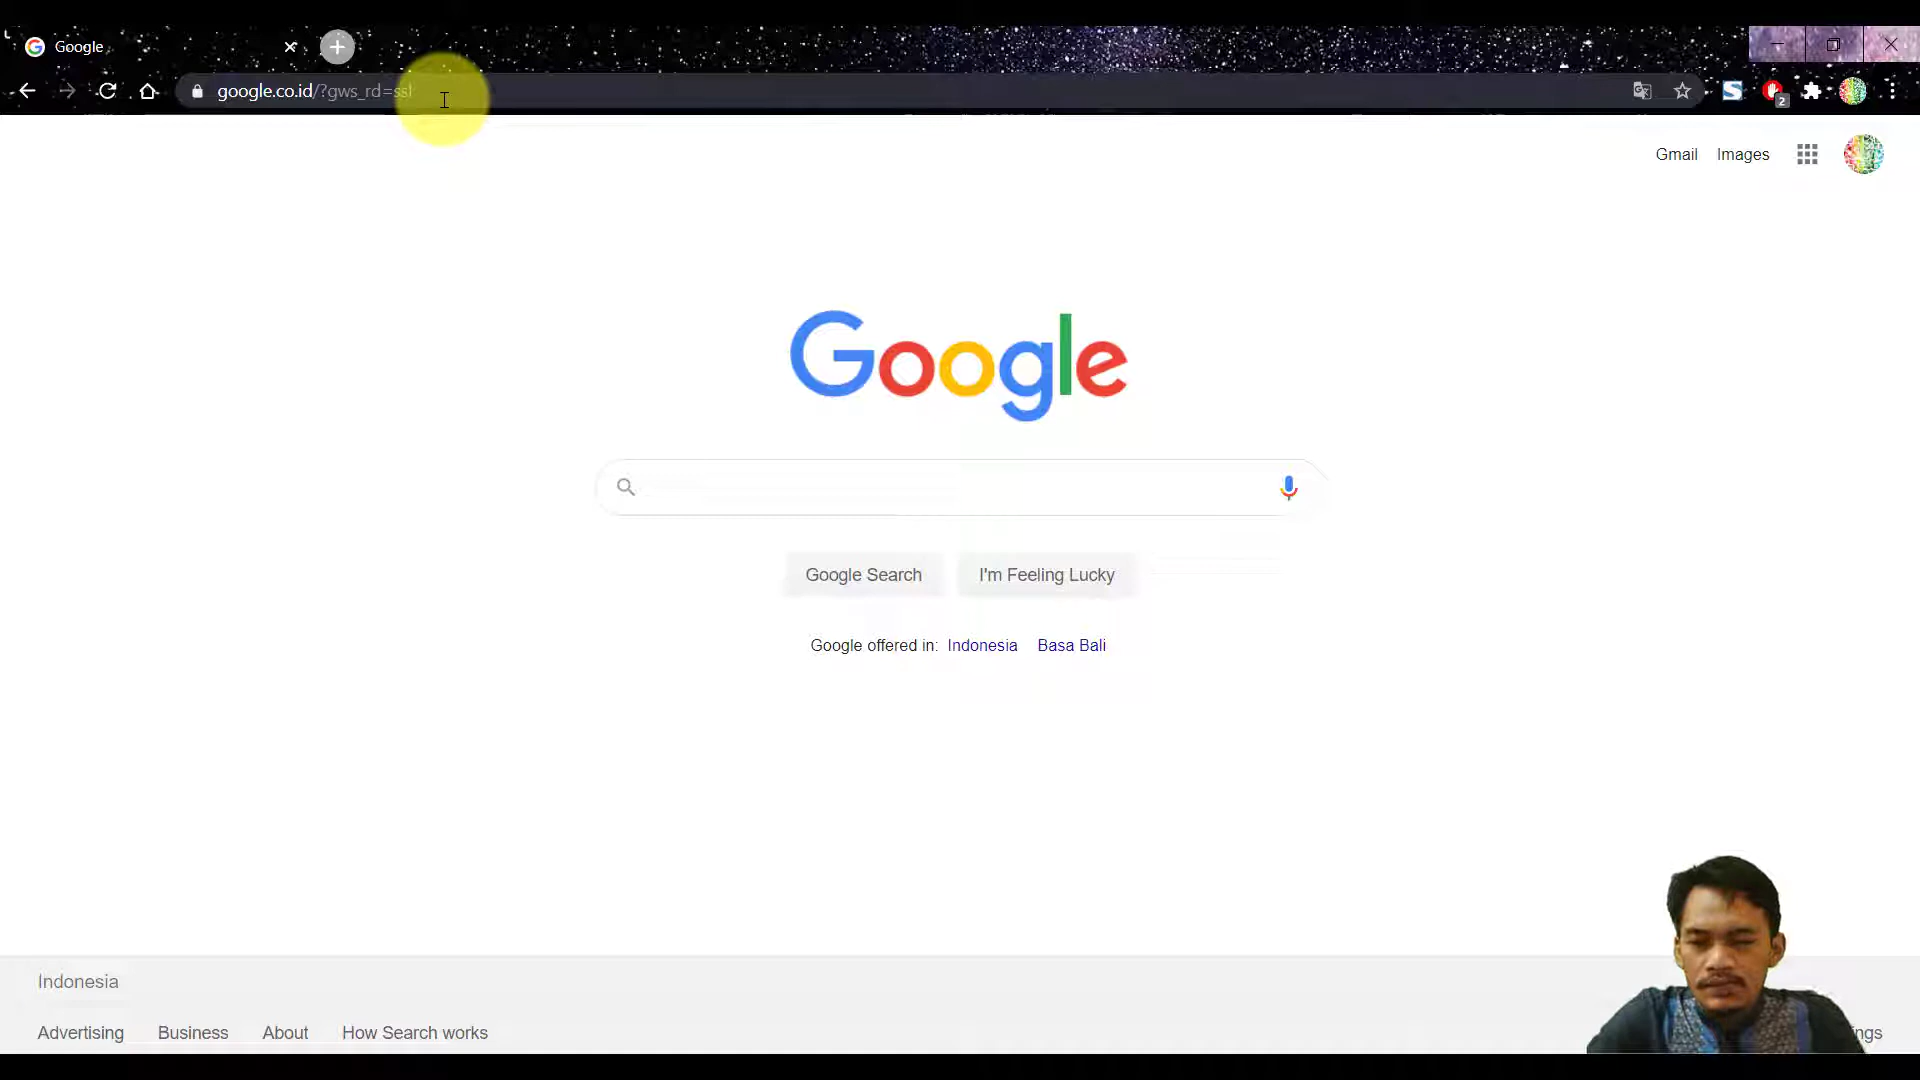 Google
google.co.id/?gws_rd=ssl
2
Gmail Images
Google
Google Search I'm Feeling Lucky
Google offered in: Indonesia Basa Bali
Indonesia
Advertising Business About How Search works